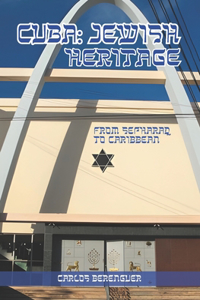 CUBA: JEWISH
HERITAGE
FROM SEPHARAD
TO CARIBBEAN
CARLOS BERENGUER